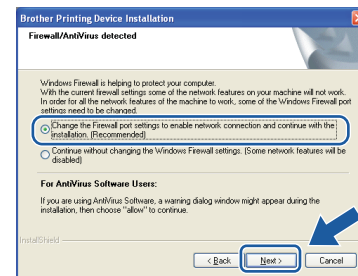 Brother Printing Device Installation
Firewall/AntiVirus detected
Windows Firewall is helping to protect your computer.
With the current firewall settings some of the network features on your machine will not work.
In order for all the network features of the machine to work, some of the Windows Firewall port
settings need to be changed.
Change the Firewall port settings to enable network connection and continue with the
installation. (Recommended)
Continue without changing the Windows Firewall settings. (Some network features will be
disabled)
For AntiVirus Software Users:
If you are using AntiVirus Software, a warning dialog window might appear during the
installation, then choose "allow" to continue.
InstallShield
< Back
Next >
Cancel